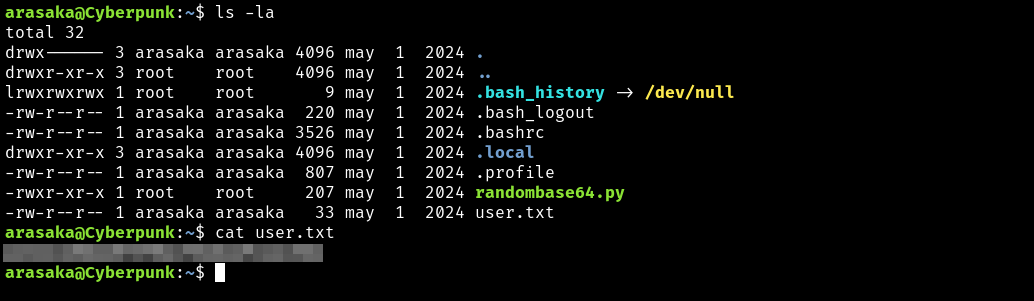 arasaka@Cyberpunk:~$ ls -la
total 32
drwx------ 3 arasaka arasaka 4096 may  1  2024 .
drwxr-xr-x 3 root    root    4096 may  1  2024 ..
lrwxrwxrwx 1 root    root       9 may  1  2024 .bash_history -> /dev/null
-rw-r--r-- 1 arasaka arasaka  220 may  1  2024 .bash_logout
-rw-r--r-- 1 arasaka arasaka 3526 may  1  2024 .bashrc
drwxr-xr-x 3 arasaka arasaka 4096 may  1  2024 .local
-rw-r--r-- 1 arasaka arasaka  807 may  1  2024 .profile
-rwxr-xr-x 1 root    root     207 may  1  2024 randombase64.py
-rw-r--r-- 1 arasaka arasaka   33 may  1  2024 user.txt
arasaka@Cyberpunk:~$ cat user.txt
arasaka@Cyberpunk:~$